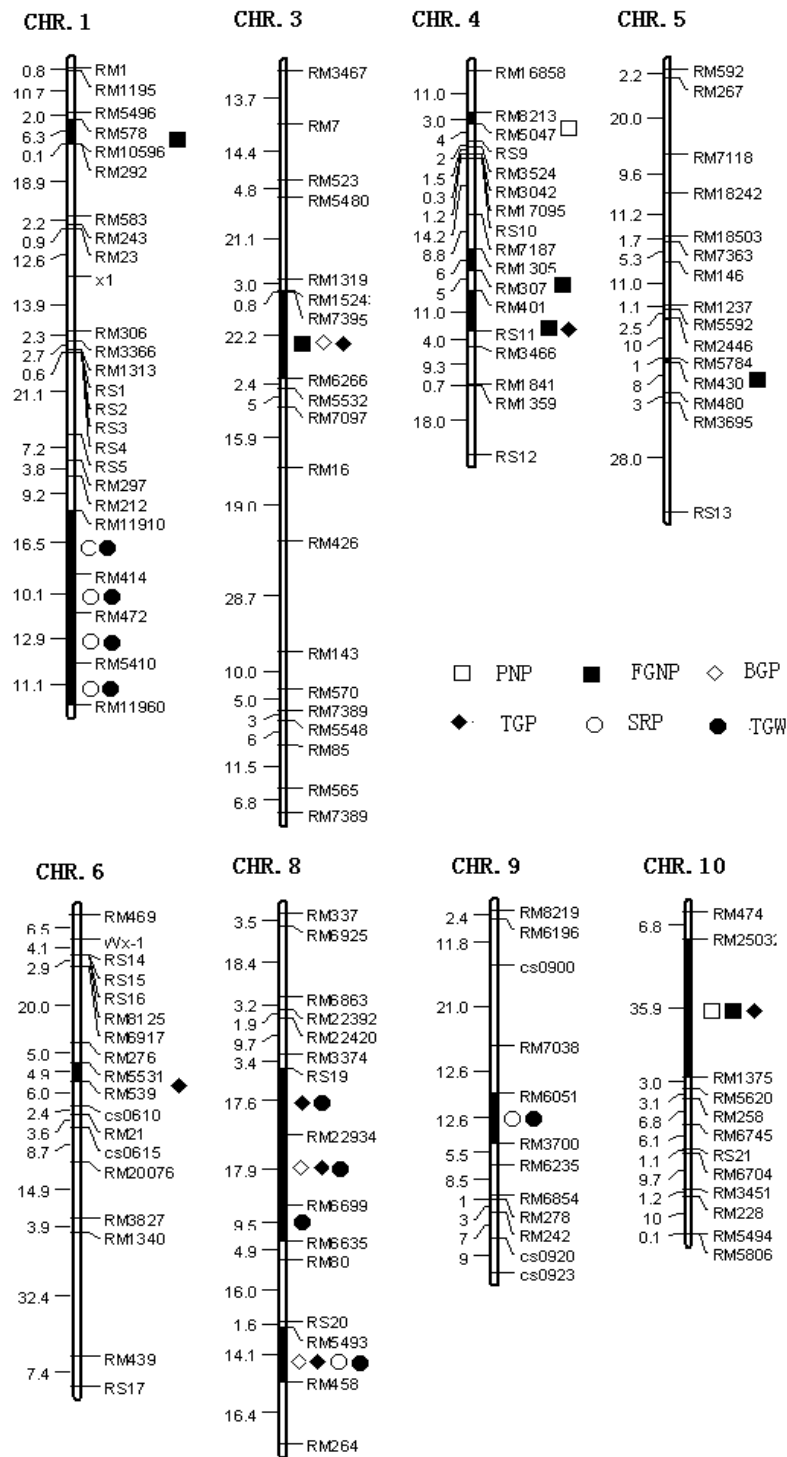 CHR. 1
0.8
10.7
2.0
6.3
0.1
18.9
2.2
0.9
12.6
13.9
2.3
2.7
0.6
21.1
7.2
3.8
9.2
16.5
10.1
12.9
11.1
RM1
RM1195
RM5496
RM578
RM10596
RM292
RM583
RM243
RM23
x1
RM306
RM3366
RM1313
RS1
RS2
RS3
RS4
RS5
RM297
RM212
RM11910
RM414
RM472
RM5410
RM11960
CHR. 3
13.7
14.4
4.8
21.1
3.0
0.8
22.2
2.4
5
15.9
19.0
28.7
10.0
5.0
3
6
11.5
6.8
RM3467
RM7
RM523
RM5480
RM1319
RM1524
RM7395
RM6266
RM5532
RM7097
RM16
RM426
RM143
RM570
RM7389
RM5548
RM85
RM565
RM7389
CHR. 4
11.0
3.0
4
2
1.5
0.3
1.2
14.2
8.8
6
5
11.0
4.0
9.3
0.7
18.0
RM16858
RM8213
RM5047
RS9
RM3524
RM3042
RM17095
RS10
RM7187
RM1305
RM307
RM401
RS11
RM3466
RM1841
RM1359
RS12
CHR. 5
2.2
20.0
9.6
11.2
1.7
5.3
11.0
1.1
2.5
10
1
8
3
28.0
RM592
RM267
RM7118
RM18242
RM18503
RM7363
RM146
RM1237
RM5592
RM2446
RM5784
RM430
RM480
RM3695
RS13
PNP FGNP BGP
TGP SRP TGW
CHR. 6
6.5
4.1
2.9
20.0
5.0
4.9
6.0
2.4
3.6
8.7
14.9
3.9
32.4
7.4
RM469
Wx-1
RS14
RS15
RS16
RM8125
RM6917
RM276
RM5531
RM539
cs0610
RM21
cs0615
RM20076
RM3827
RM1340
RM439
RS17
CHR. 8
3.5
18.4
3.2
1.9
9.7
3.4
17.6
17.9
9.5
4.9
16.0
1.6
14.1
16.4
RM337
RM6925
RM6863
RM22392
RM22420
RM3374
RS19
RM22934
RM6699
RM6635
RM80
RS20
RM5493
RM458
RM264
CHR. 9
2.4
11.8
21.0
12.6
12.6
5.5
8.5
1
3
7
9
RM8219
RM6196
cs0900
RM7038
RM6051
RM3700
RM6235
RM6854
RM278
RM242
cs0920
cs0923
CHR. 10
6.8
35.9
3.0
3.1
6.8
6.1
1.1
9.7
1.2
10
0.1
RM474
RM25032
RM1375
RM5620
RM258
RM6745
RS21
RM6704
RM3451
RM228
RM5494
RM5806